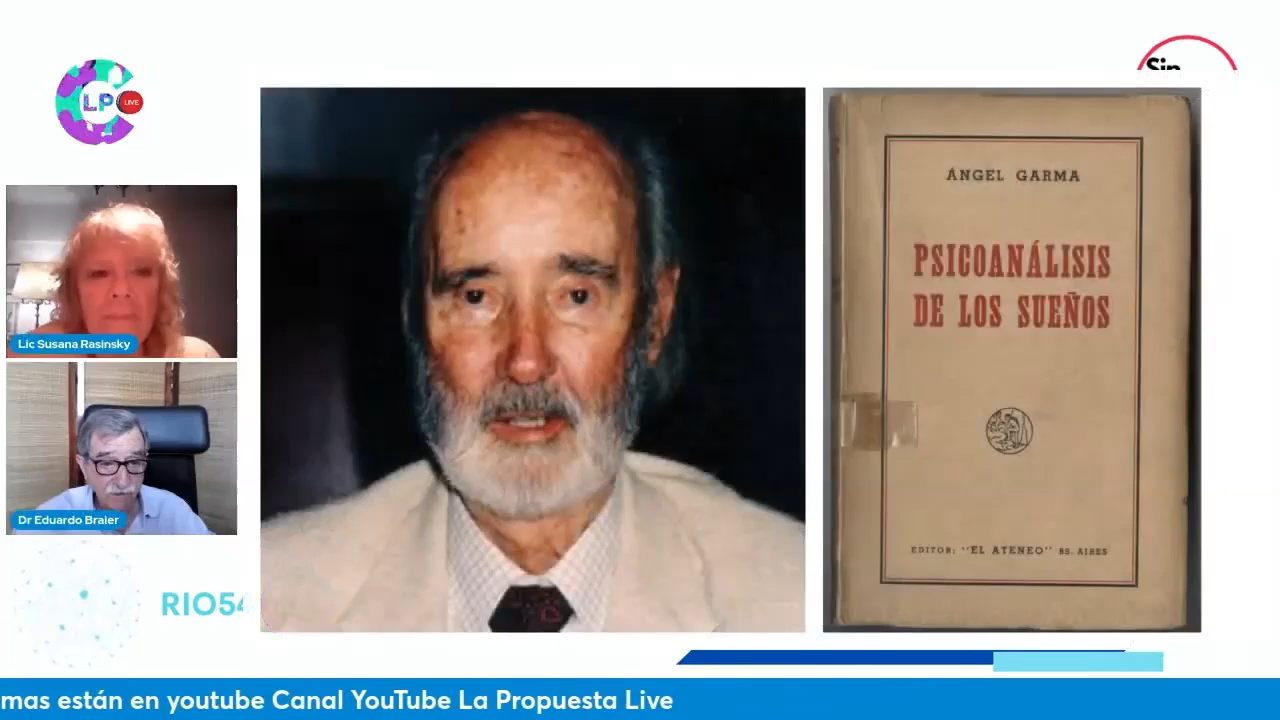 Sin
LP LIVE
ÁNGEL GARMA
PSICOANÁLISIS
DE LOS SUEÑOS
EDITOR: "EL ATENEO" BS. AIRES
Lic Susana Rasinsky
Dr Eduardo Braier
RIO54
mas están en youtube Canal YouTube La Propuesta Live